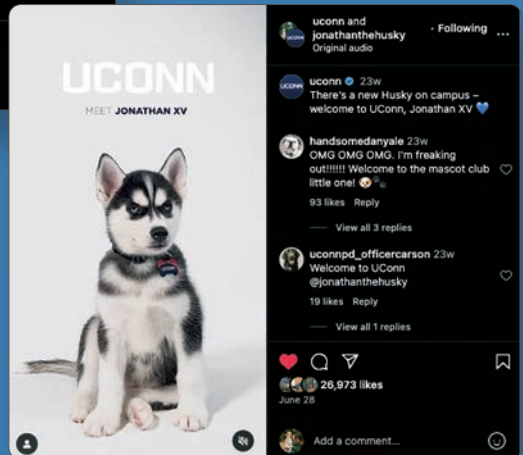 UCONN
MEET JONATHAN XV
uconn and
jonathanthehusky
Original audio
· Following
...
UCONN
uconn 23w
There's a new Husky on campus –
welcome to UConn, Jonathan XV 💙
handsomedanyale 23w
OMG OMG OMG. I'm freaking
out!!!!!! Welcome to the mascot club
little one! 🐶🐾
93 likes Reply
View all 3 replies
uconnpd_officercarson 23w
Welcome to UConn
@jonathanthehusky
19 likes Reply
View all 1 replies
26,973 likes
June 28
Add a comment...